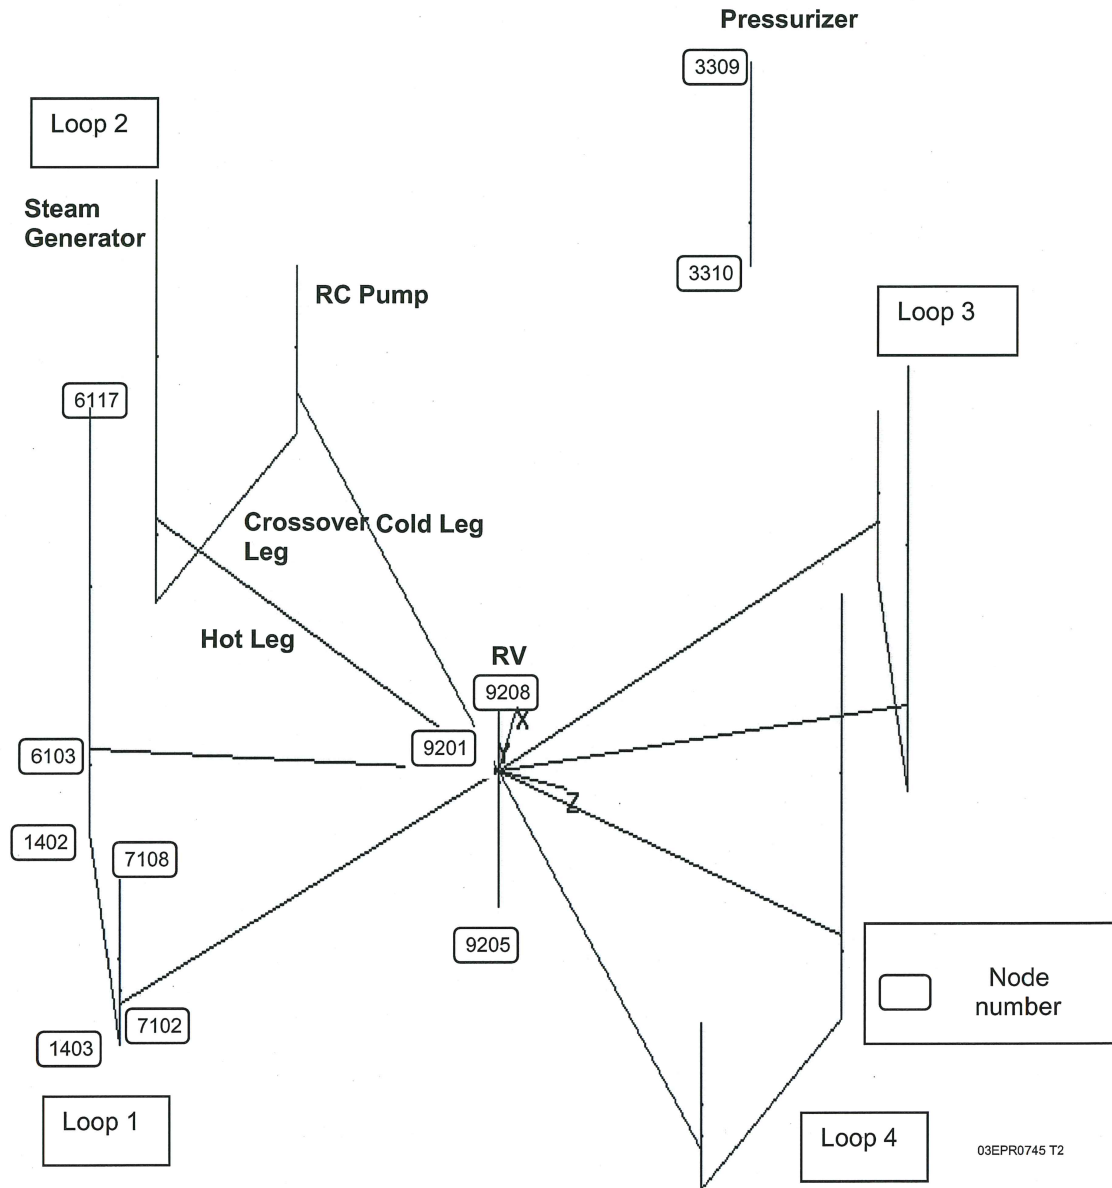 Pressurizer
3309
Loop 2
Steam
Generator
3310
RC Pump
Loop 3
6117
Crossover Cold Leg
Leg
Hot Leg
RV
9208
X
9201
Y
6103
Z
1402
7108
9205
Node
number
7102
1403
Loop 1
Loop 4
03EPR0745 T2